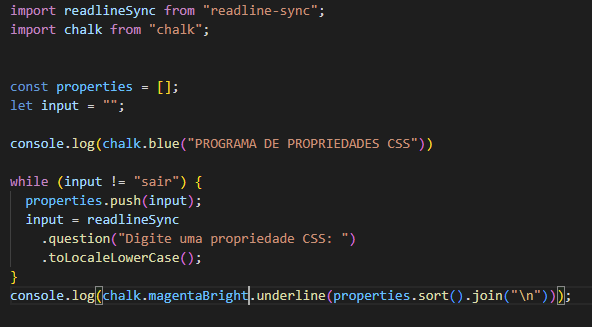 import readlineSync from "readline-sync";
import chalk from "chalk";
const properties = [];
let input = "";
console.log(chalk.blue("PROGRAMA DE PROPRIEDADES CSS"))
while (input != "sair") {
properties.push(input);
input = readlineSync
.question("Digite uma propriedade CSS: ")
.toLocaleLowerCase();
}
console.log(chalk.magentaBright.underline(properties.sort().join("\n")));